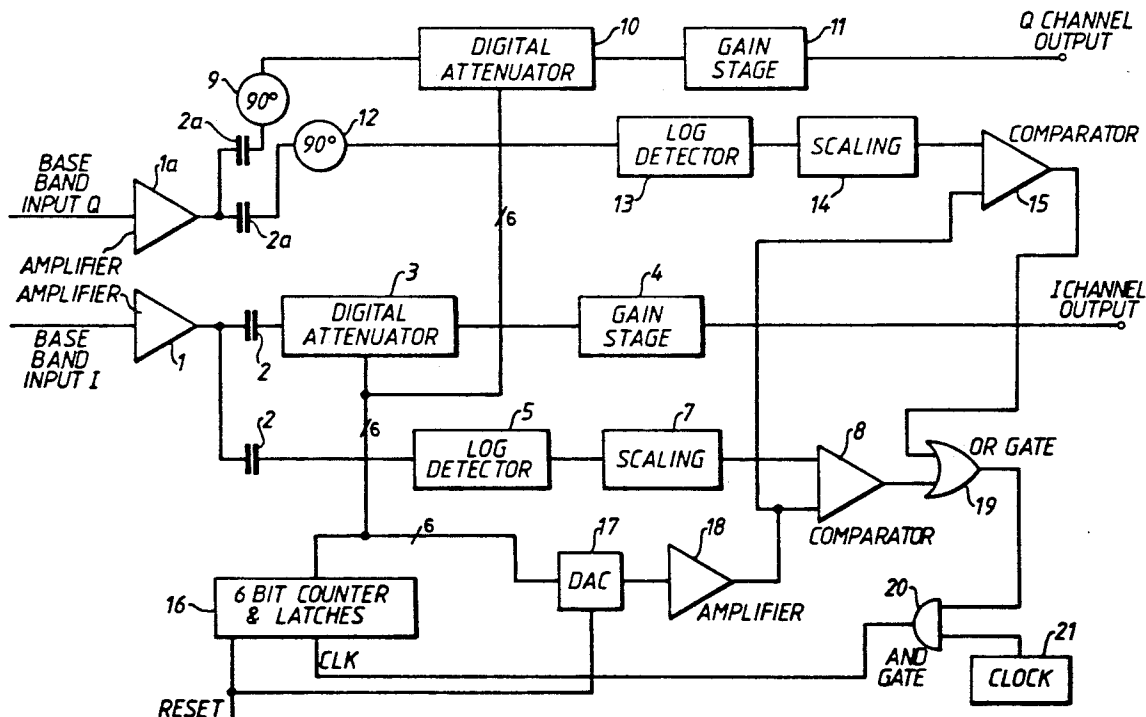 Q CHANNEL
OUTPUT
10
11
DIGITAL
ATTENUATOR
GAIN
STAGE
9
90°
2a
12
90°
LOG
DETECTOR
13
SCALING
14
COMPARATOR
15
BASE
BAND
INPUT Q
1a
2a
6
AMPLIFIER
AMPLIFIER
3
4
DIGITAL
ATTENUATOR
GAIN
STAGE
I CHANNEL
OUTPUT
BASE
BAND
INPUT I
1
2
2
6
5
LOG
DETECTOR
7
SCALING
8
OR GATE
19
COMPARATOR
6
17
DAC
18
AMPLIFIER
16
6 BIT COUNTER
& LATCHES
20
AND
GATE
21
CLOCK
CLK
RESET